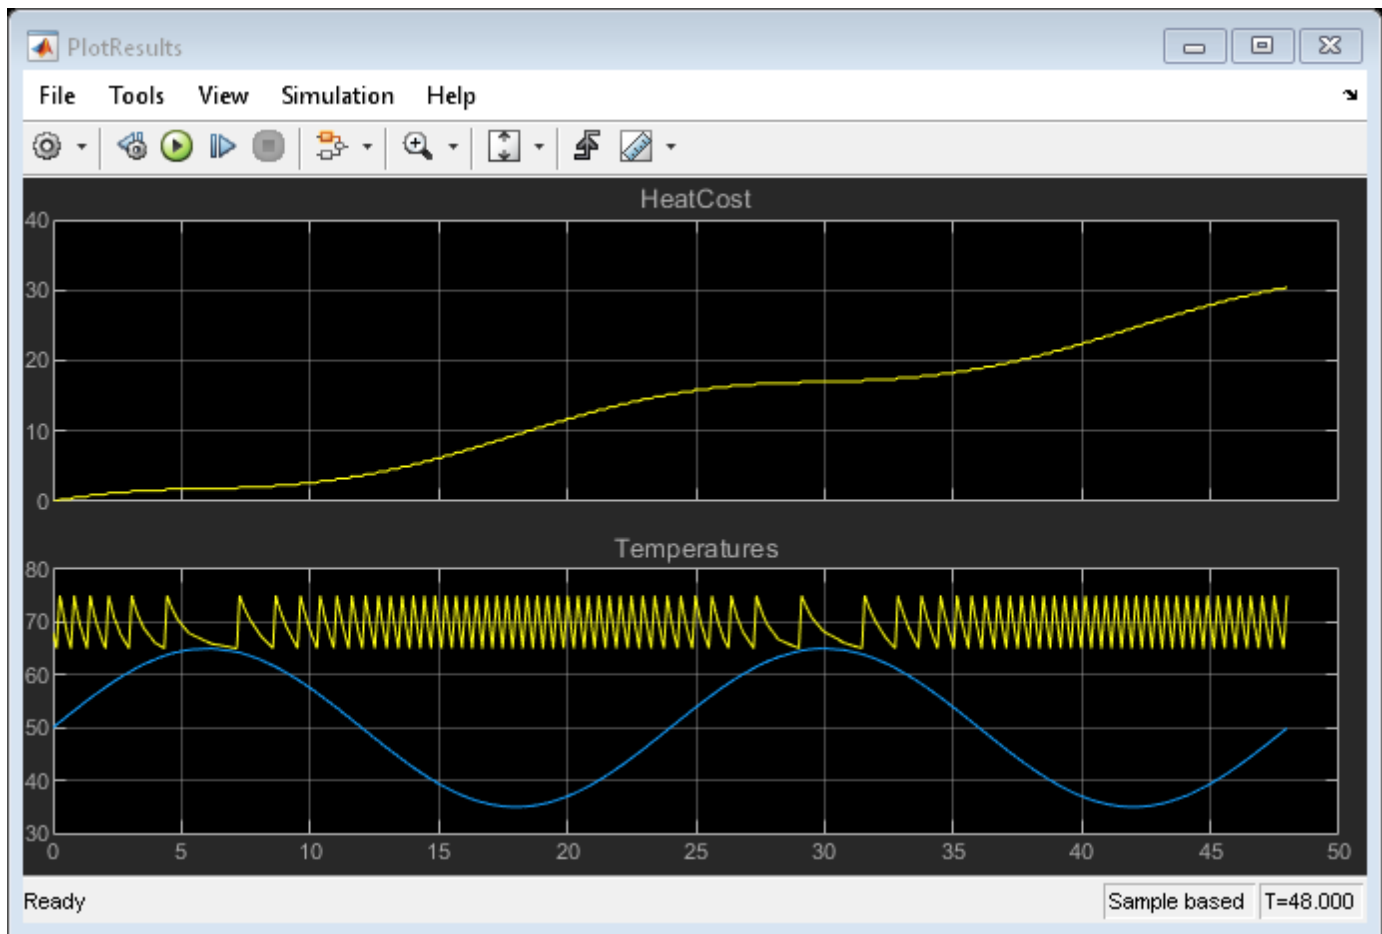 PlotResults
File Tools View Simulation Help
HeatCost
40
30
20
10
0
Temperatures
80
70
60
50
40
30
0 5 10 15 20 25 30 35 40 45 50
Ready Sample based T=48.000